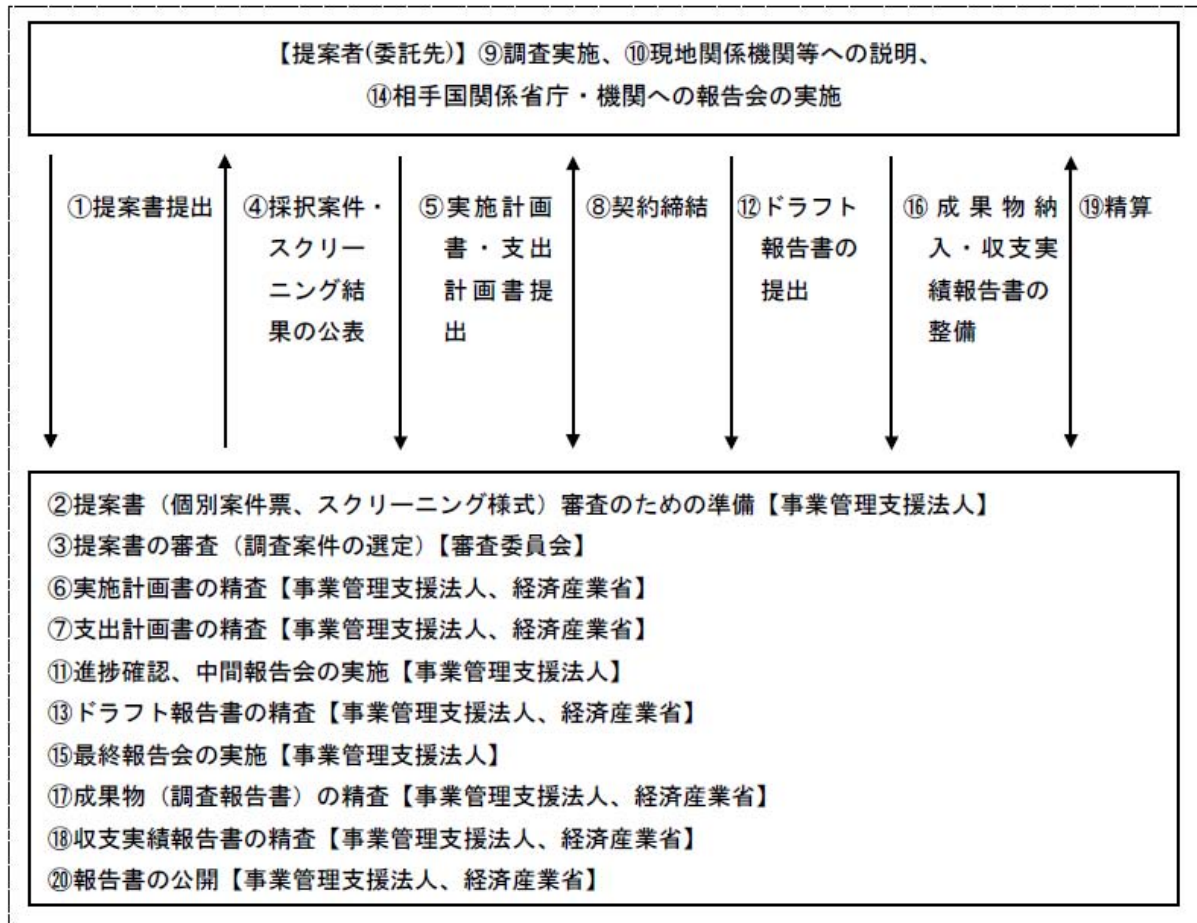 【提案者(委託先)】⑨調査実施、⑩現地関係機関等への説明、
⑭相手国関係省庁・機関への報告会の実施
①提案書提出
④採択案件・
スクリー
ニング結
果の公表
⑤実施計画
書・支出
計画書提
出
⑧契約締結
⑫ドラフト
報告書の
提出
⑯成果物納
入・収支実
績報告書の
整備
⑲精算
②提案書（個別案件票、スクリーニング様式）審査のための準備【事業管理支援法人】
③提案書の審査（調査案件の選定）【審査委員会】
⑥実施計画書の精査【事業管理支援法人、経済産業省】
⑦支出計画書の精査【事業管理支援法人、経済産業省】
⑪進捗確認、中間報告会の実施【事業管理支援法人】
⑬ドラフト報告書の精査【事業管理支援法人、経済産業省】
⑮最終報告会の実施【事業管理支援法人】
⑰成果物（調査報告書）の精査【事業管理支援法人、経済産業省】
⑱収支実績報告書の精査【事業管理支援法人、経済産業省】
⑳報告書の公開【事業管理支援法人、経済産業省】